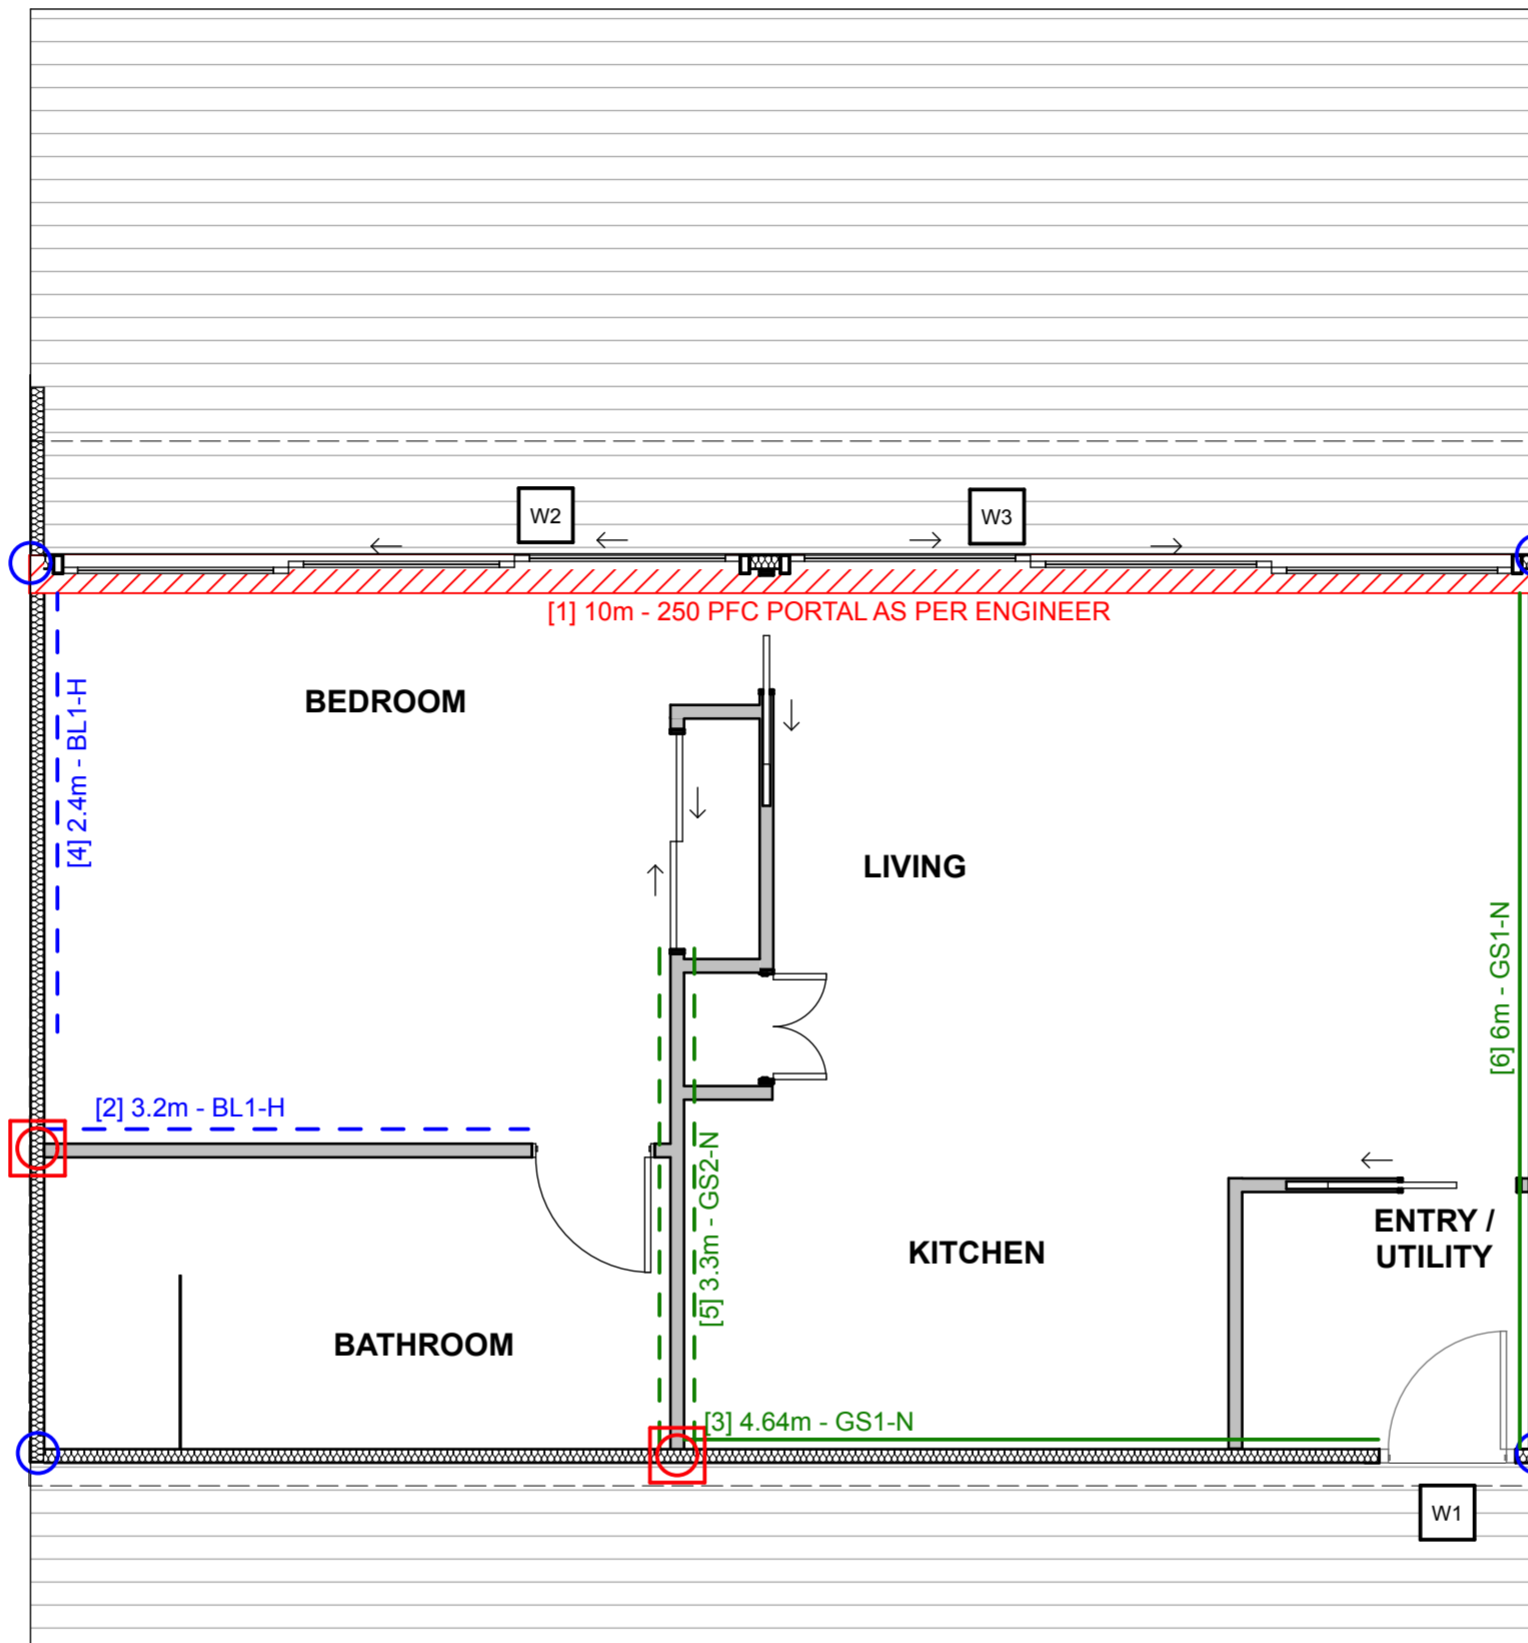 W2
W3
[1] 10m - 250 PFC PORTAL AS PER ENGINEER
BEDROOM
[4] 2.4m - BL1-H
LIVING
[6] 6m - GS1-N
[2] 3.2m - BL1-H
[5] 3.3m - GS2-N
ENTRY /
UTILITY
KITCHEN
BATHROOM
[3] 4.64m - GS1-N
W1